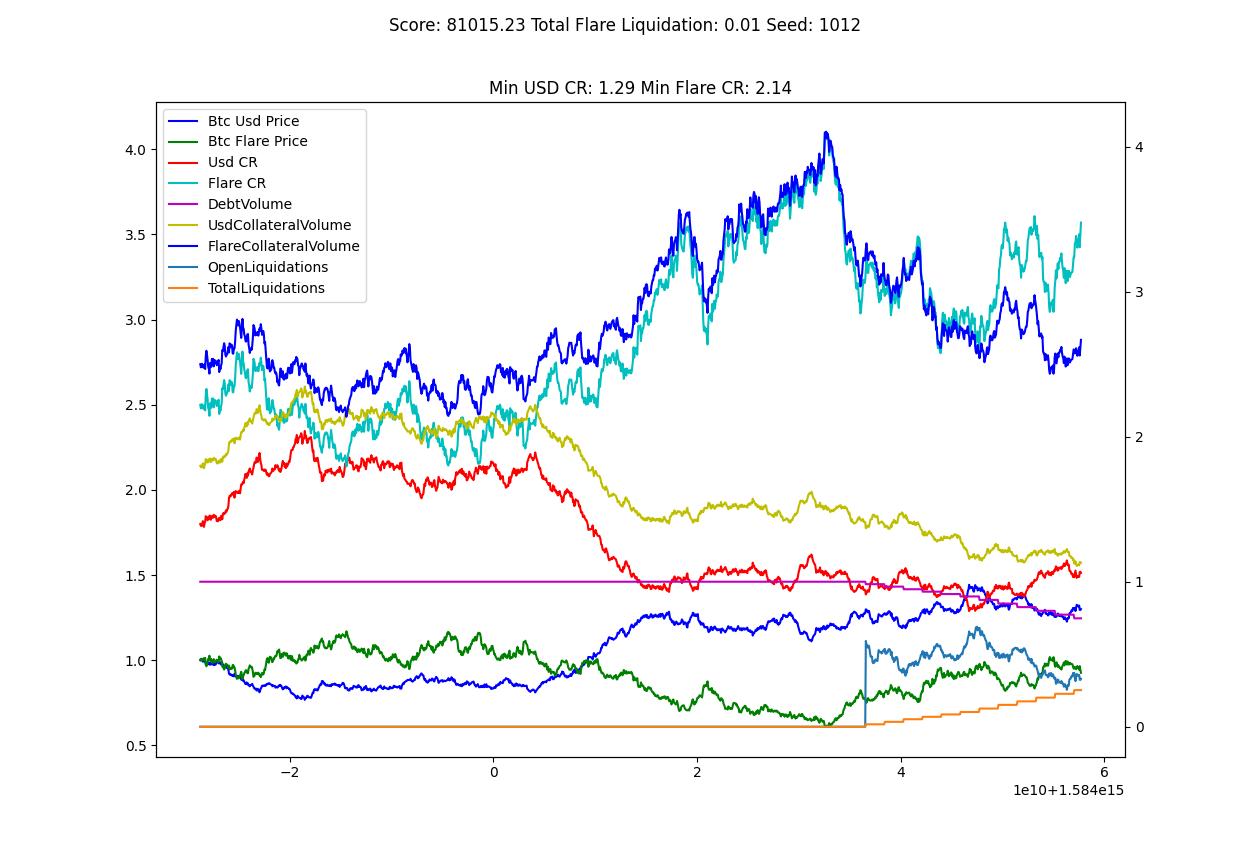 Score: 81015.23 Total Flare Liquidation: 0.01 Seed: 1012
Min USD CR: 1.29 Min Flare CR: 2.14
Btc Usd Price
Btc Flare Price
Usd CR
Flare CR
DebtVolume
UsdCollateralVolume
FlareCollateralVolume
OpenLiquidations
TotalLiquidations
4.0
3.5
3.0
2.5
2.0
1.5
1.0
0.5
4
3
2
1
0
−2
0
2
4
6
1e10+1.584e15